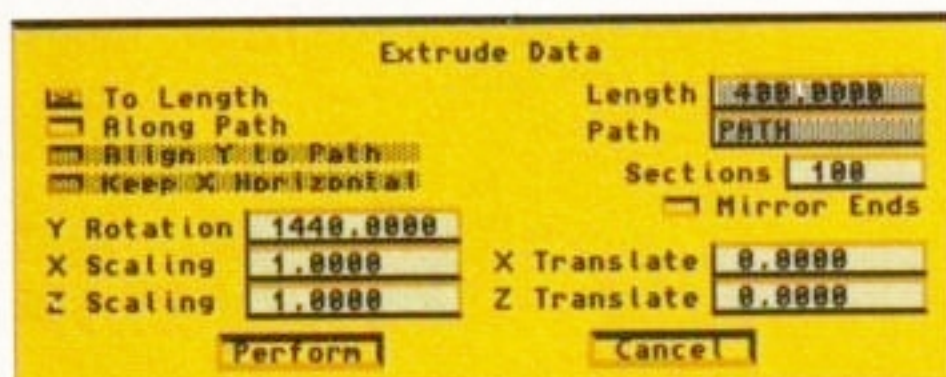 Extrude Data
To Length
Along Path
Align Y to Path
Keep X Horizontal
Length 400.0000
Path PATH
Sections 100
Mirror Ends
Y Rotation 1440.0000
X Scaling 1.0000
Z Scaling 1.0000
X Translate 0.0000
Z Translate 0.0000
Perform
Cancel